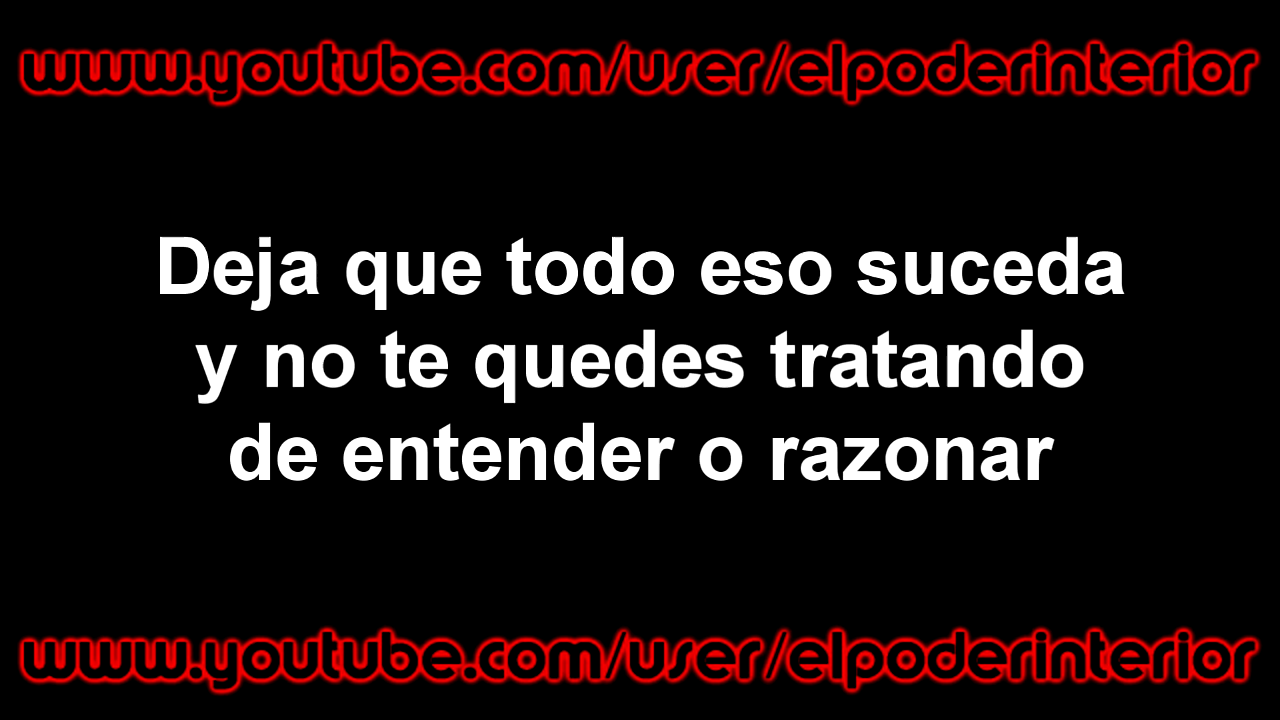 www.youtube.com/user/elpoderinterior
Deja que todo eso suceda
y no te quedes tratando
de entender o razonar
www.youtube.com/user/elpoderinterior